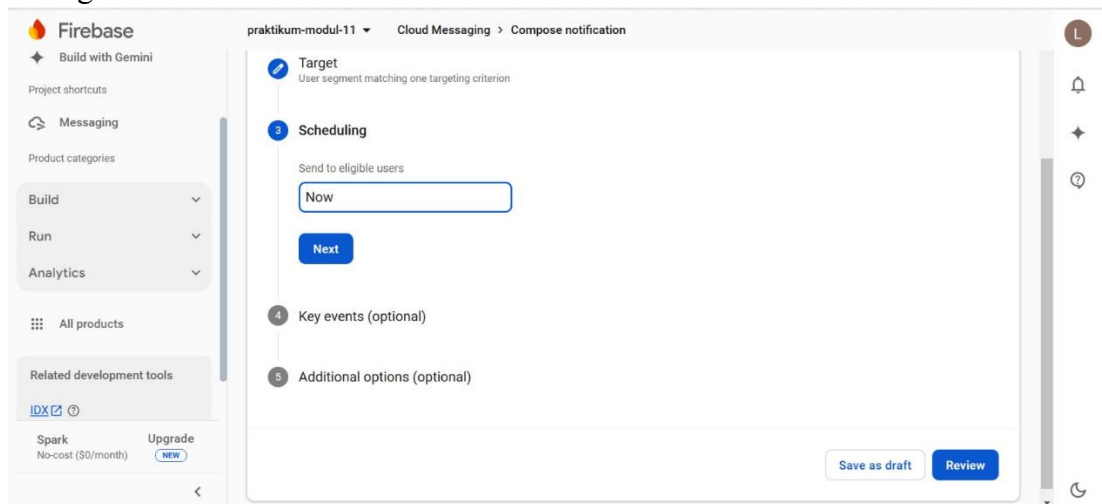 Firebase
Build with Gemini
Project shortcuts
Messaging
Product categories
Build
Run
Analytics
All products
Related development tools
IDX
Spark
No-cost ($0/month)
Upgrade
NEW
praktikum-modul-11
Cloud Messaging > Compose notification
Target
User segment matching one targeting criterion
3 Scheduling
Send to eligible users
Now
Next
4 Key events (optional)
5 Additional options (optional)
Save as draft
Review
L